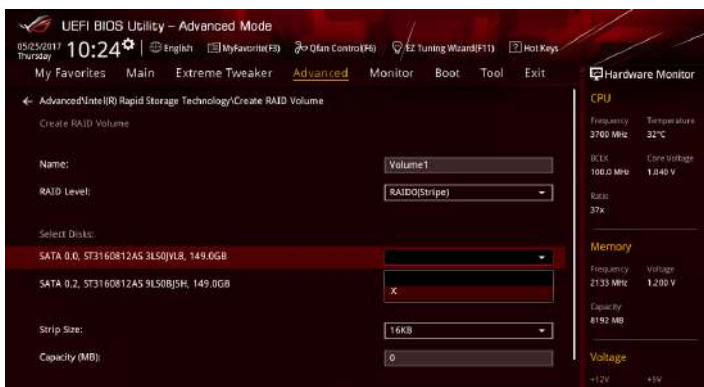 UEFI BIOS Utility – Advanced Mode
05/25/2017
Thursday
10:24
English
MyFavorite(F3)
Qfan Control(F6)
EZ Tuning Wizard(F11)
Hot Keys
My Favorites Main Extreme Tweaker Advanced Monitor Boot Tool Exit
Hardware Monitor
Advanced\Intel(R) Rapid Storage Technology\Create RAID Volume
Create RAID Volume
Name: Volume1
RAID Level: RAID0(Stripe)
Select Disks:
SATA 0.0, ST3160812AS 3LS0JVL8, 149.0GB
SATA 0.2, ST3160812AS 9LS0BJ5H, 149.0GB
X
Strip Size: 16KB
Capacity (MB): 0
CPU
Frequency Temperature
3700 MHz 32°C
BCLK Core Voltage
100.0 MHz 1.040 V
Ratio
37x
Memory
Frequency Voltage
2133 MHz 1.200 V
Capacity
8192 MB
Voltage
+12V +5V